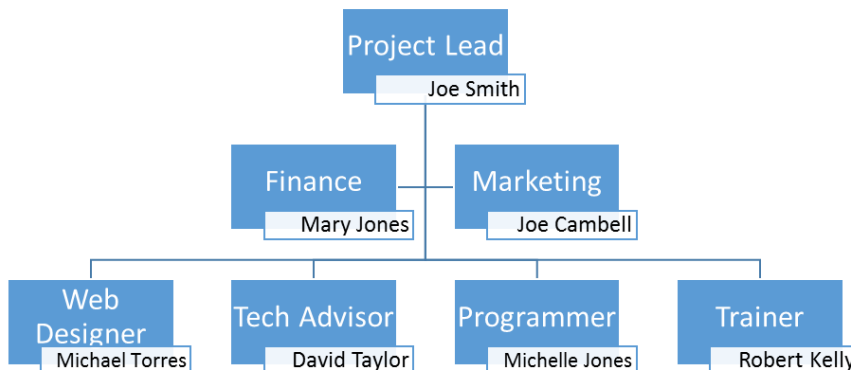 Project Lead
Joe Smith
Finance
Mary Jones
Marketing
Joe Cambell
Web
Designer
Michael Torres
Tech Advisor
David Taylor
Programmer
Michelle Jones
Trainer
Robert Kelly